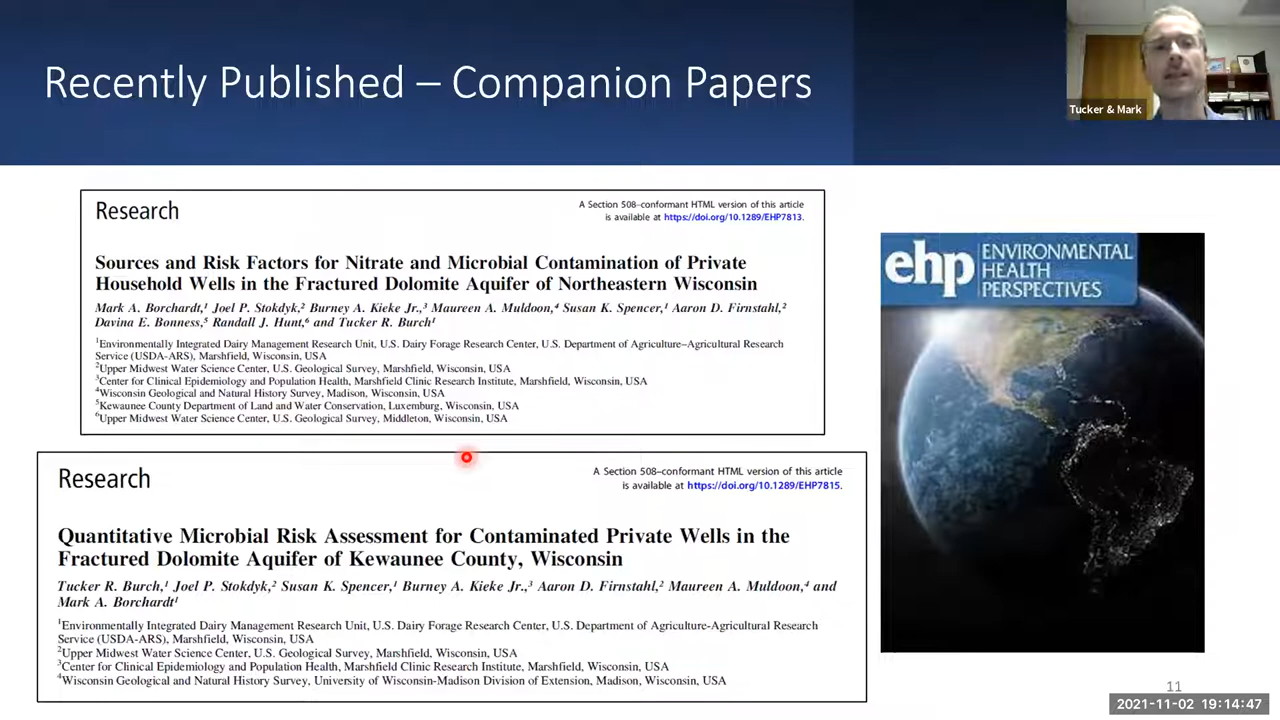 Recently Published – Companion Papers
Tucker & Mark
Research
A Section 508–conformant HTML version of this article
is available at https://doi.org/10.1289/EHP7813.
Sources and Risk Factors for Nitrate and Microbial Contamination of Private
Household Wells in the Fractured Dolomite Aquifer of Northeastern Wisconsin
Mark A. Borchardt,1 Joel P. Stokdyk,2 Burney A. Kieke Jr.,3 Maureen A. Muldoon,4 Susan K. Spencer,1 Aaron D. Firnstahl,2
Davina E. Bonness,5 Randall J. Hunt,6 and Tucker R. Burch1
1Environmentally Integrated Dairy Management Research Unit, U.S. Dairy Forage Research Center, U.S. Department of Agriculture–Agricultural Research
Service (USDA-ARS), Marshfield, Wisconsin, USA
2Upper Midwest Water Science Center, U.S. Geological Survey, Marshfield, Wisconsin, USA
3Center for Clinical Epidemiology and Population Health, Marshfield Clinic Research Institute, Marshfield, Wisconsin, USA
4Wisconsin Geological and Natural History Survey, Madison, Wisconsin, USA
5Kewaunee County Department of Land and Water Conservation, Luxemburg, Wisconsin, USA
6Upper Midwest Water Science Center, U.S. Geological Survey, Middleton, Wisconsin, USA
Research
A Section 508–conformant HTML version of this article
is available at https://doi.org/10.1289/EHP7815.
Quantitative Microbial Risk Assessment for Contaminated Private Wells in the
Fractured Dolomite Aquifer of Kewaunee County, Wisconsin
Tucker R. Burch,1 Joel P. Stokdyk,2 Susan K. Spencer,1 Burney A. Kieke Jr.,3 Aaron D. Firnstahl,2 Maureen A. Muldoon,4 and
Mark A. Borchardt1
1Environmentally Integrated Dairy Management Research Unit, U.S. Dairy Forage Research Center, U.S. Department of Agriculture-Agricultural Research
Service (USDA-ARS), Marshfield, Wisconsin, USA
2Upper Midwest Water Science Center, U.S. Geological Survey, Marshfield, Wisconsin, USA
3Center for Clinical Epidemiology and Population Health, Marshfield Clinic Research Institute, Marshfield, Wisconsin, USA
4Wisconsin Geological and Natural History Survey, University of Wisconsin-Madison Division of Extension, Madison, Wisconsin, USA
ehp
ENVIRONMENTAL
HEALTH
PERSPECTIVES
11
2021-11-02 19:14:47